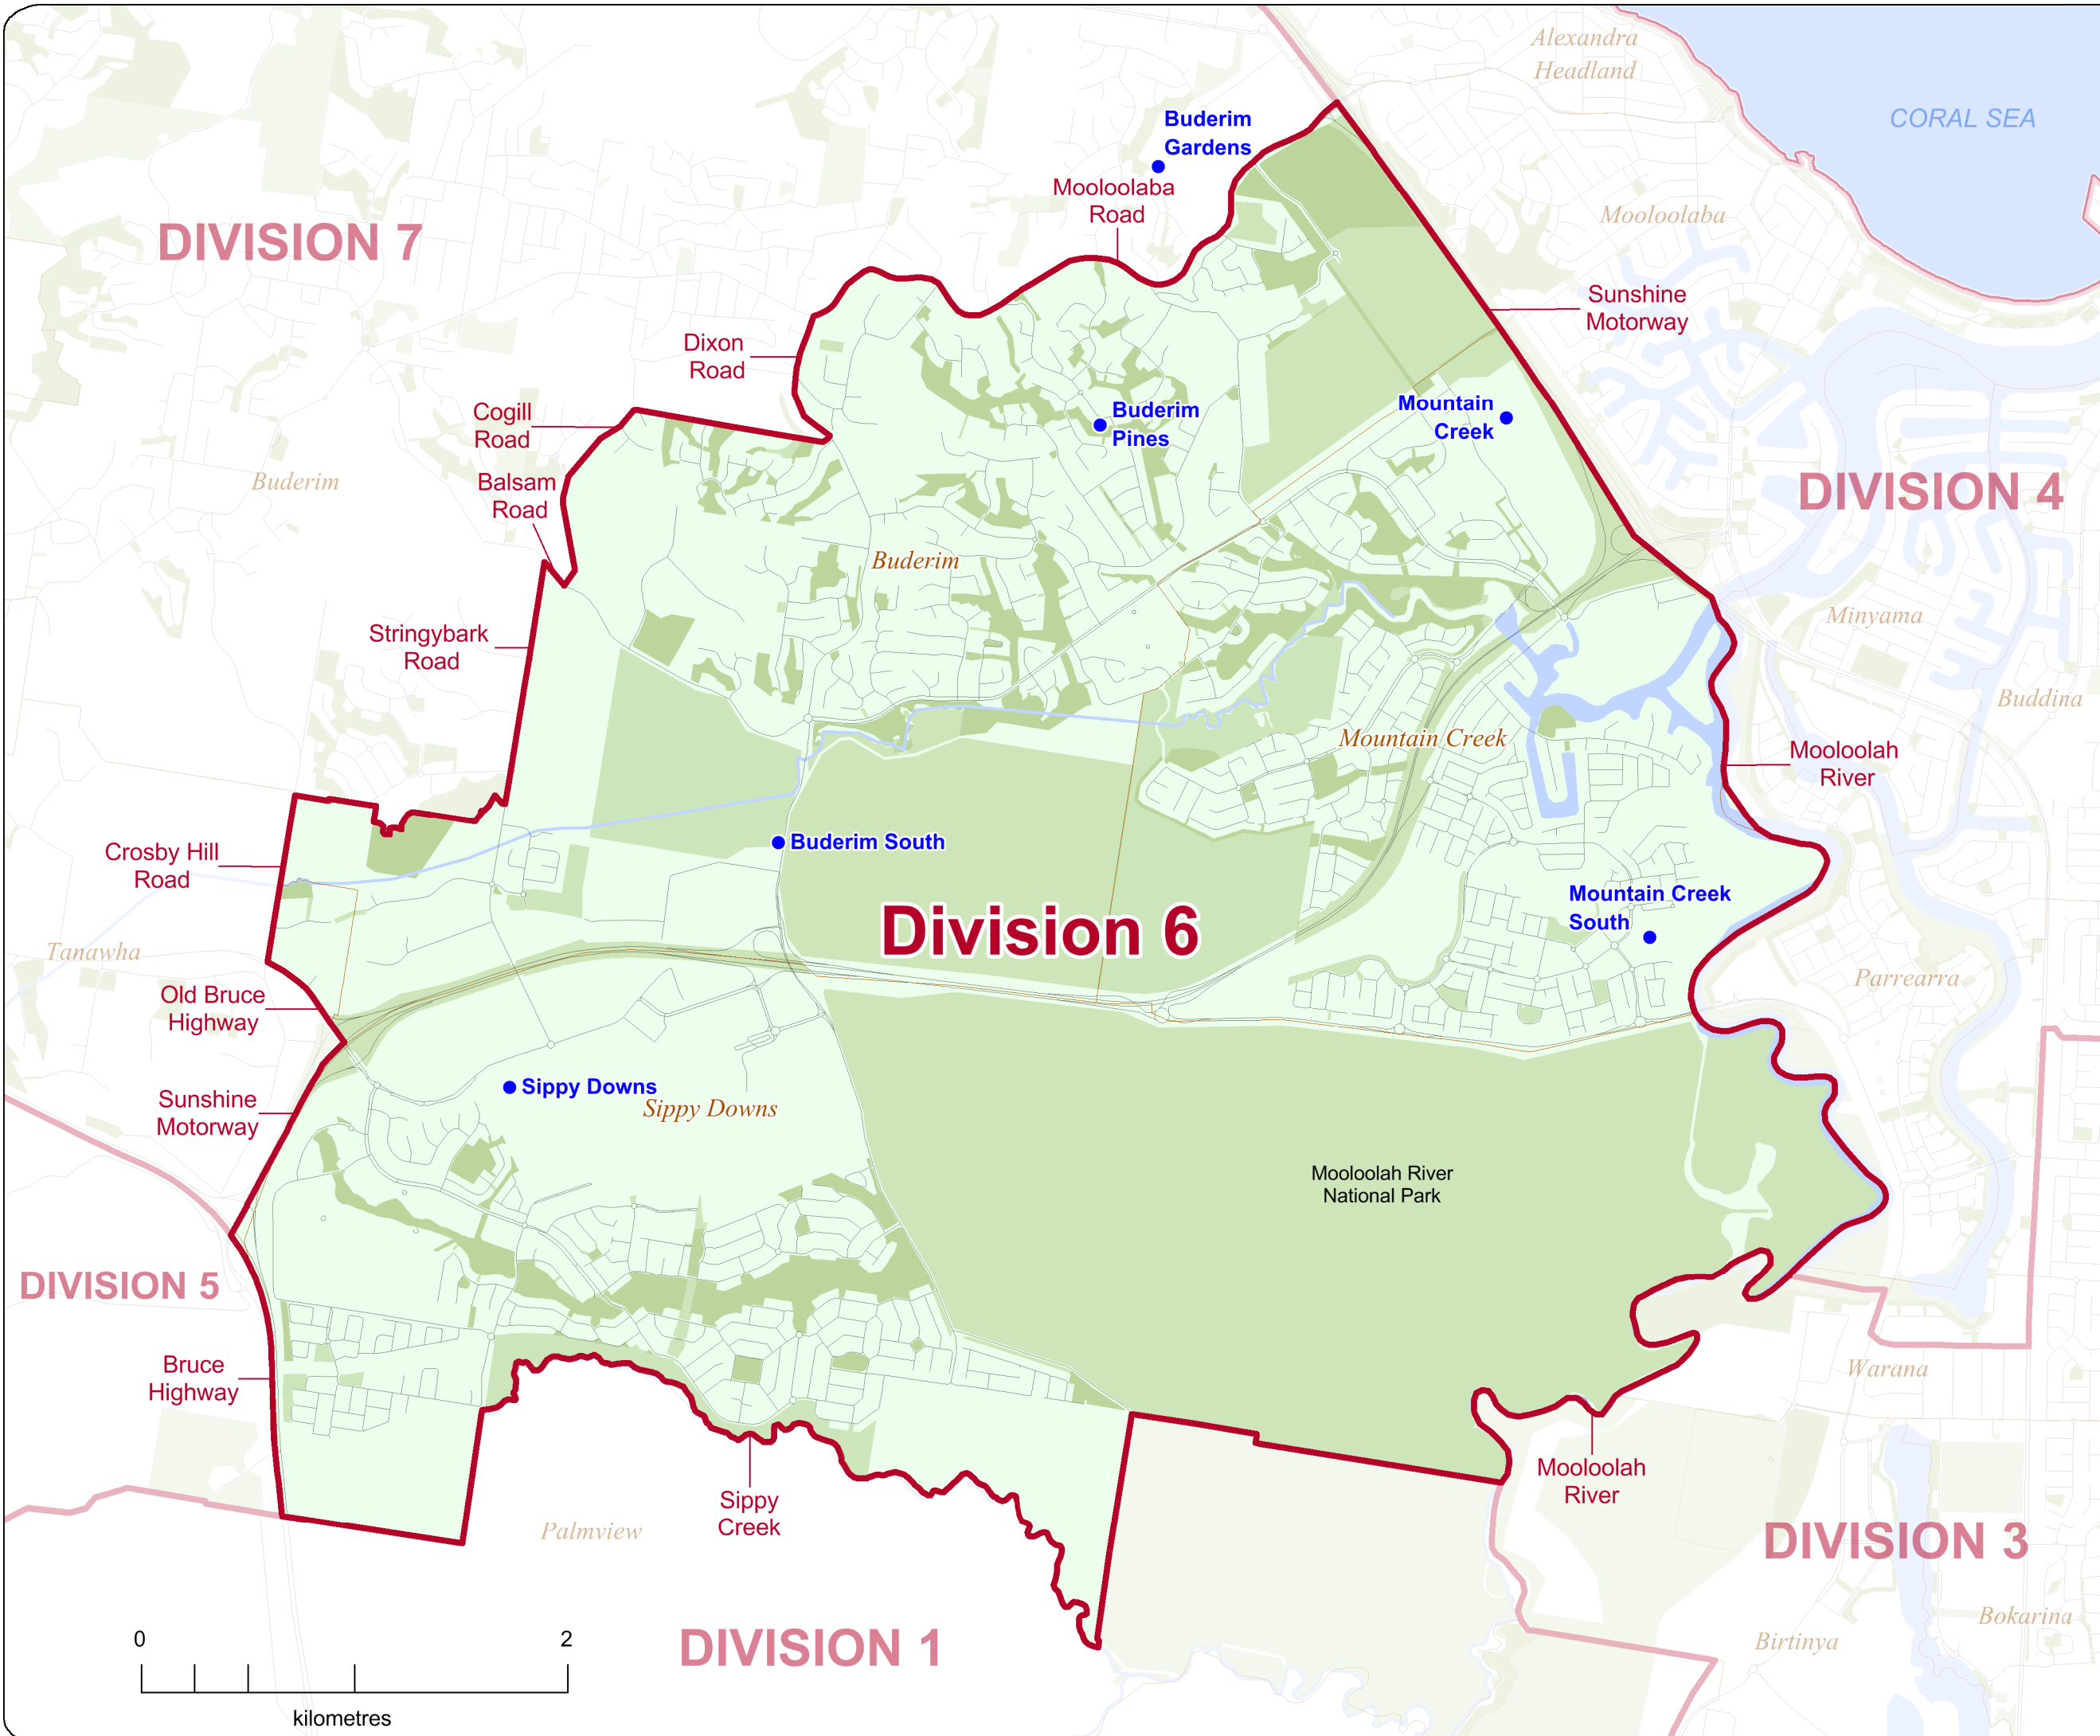 Alexandra
Headland
CORAL SEA
Buderim
Gardens
Mooloolaba
Road
Mooloolaba
DIVISION 7
Sunshine
Motorway
Dixon
Road
Cogill
Road
Buderim
Pines
Mountain
Creek
Buderim
Balsam
Road
DIVISION 4
Buderim
Stringybark
Road
Minyama
Buddina
Mountain Creek
Mooloolah
River
Buderim South
Crosby Hill
Road
Mountain Creek
South
Division 6
Tanawha
Parrearra
Old Bruce
Highway
Sippy Downs
Sippy Downs
Sunshine
Motorway
Mooloolah River
National Park
DIVISION 5
Bruce
Highway
Warana
Mooloolah
River
Sippy
Creek
Palmview
DIVISION 3
Bokarina
Birtinya
DIVISION 1
0 2
kilometres